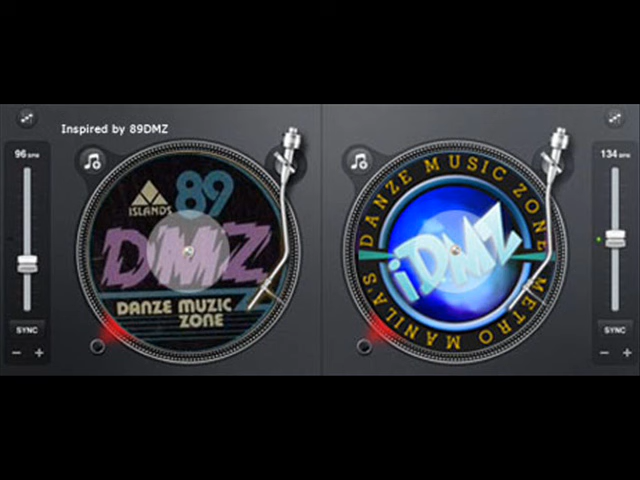 Inspired by 89DMZ
96 BPM
134 BPM
89
ISLANDS
DMZ
DANZE MUZIC
ZONE
DANZE MUSIC ZONE
iDMZ
METRO MANILA'S
SYNC
SYNC